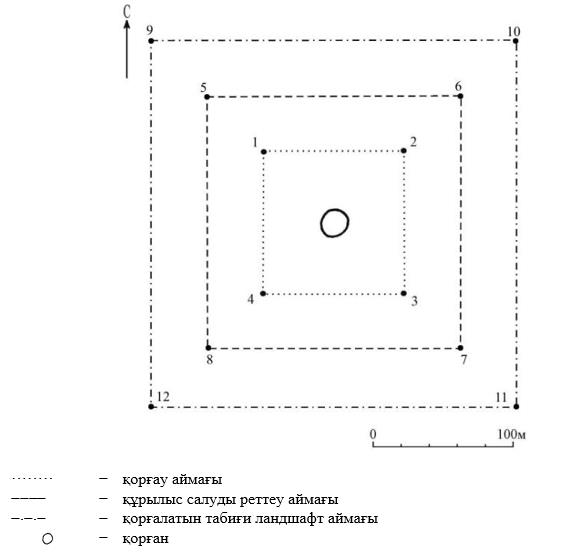 С
9
10
5
6
1
2
4
3
8
7
12
11
0
100м
– қорғау аймағы
– құрылыс салуды реттеу аймағы
– қорғалатын табиғи ландшафт аймағы
– қорған